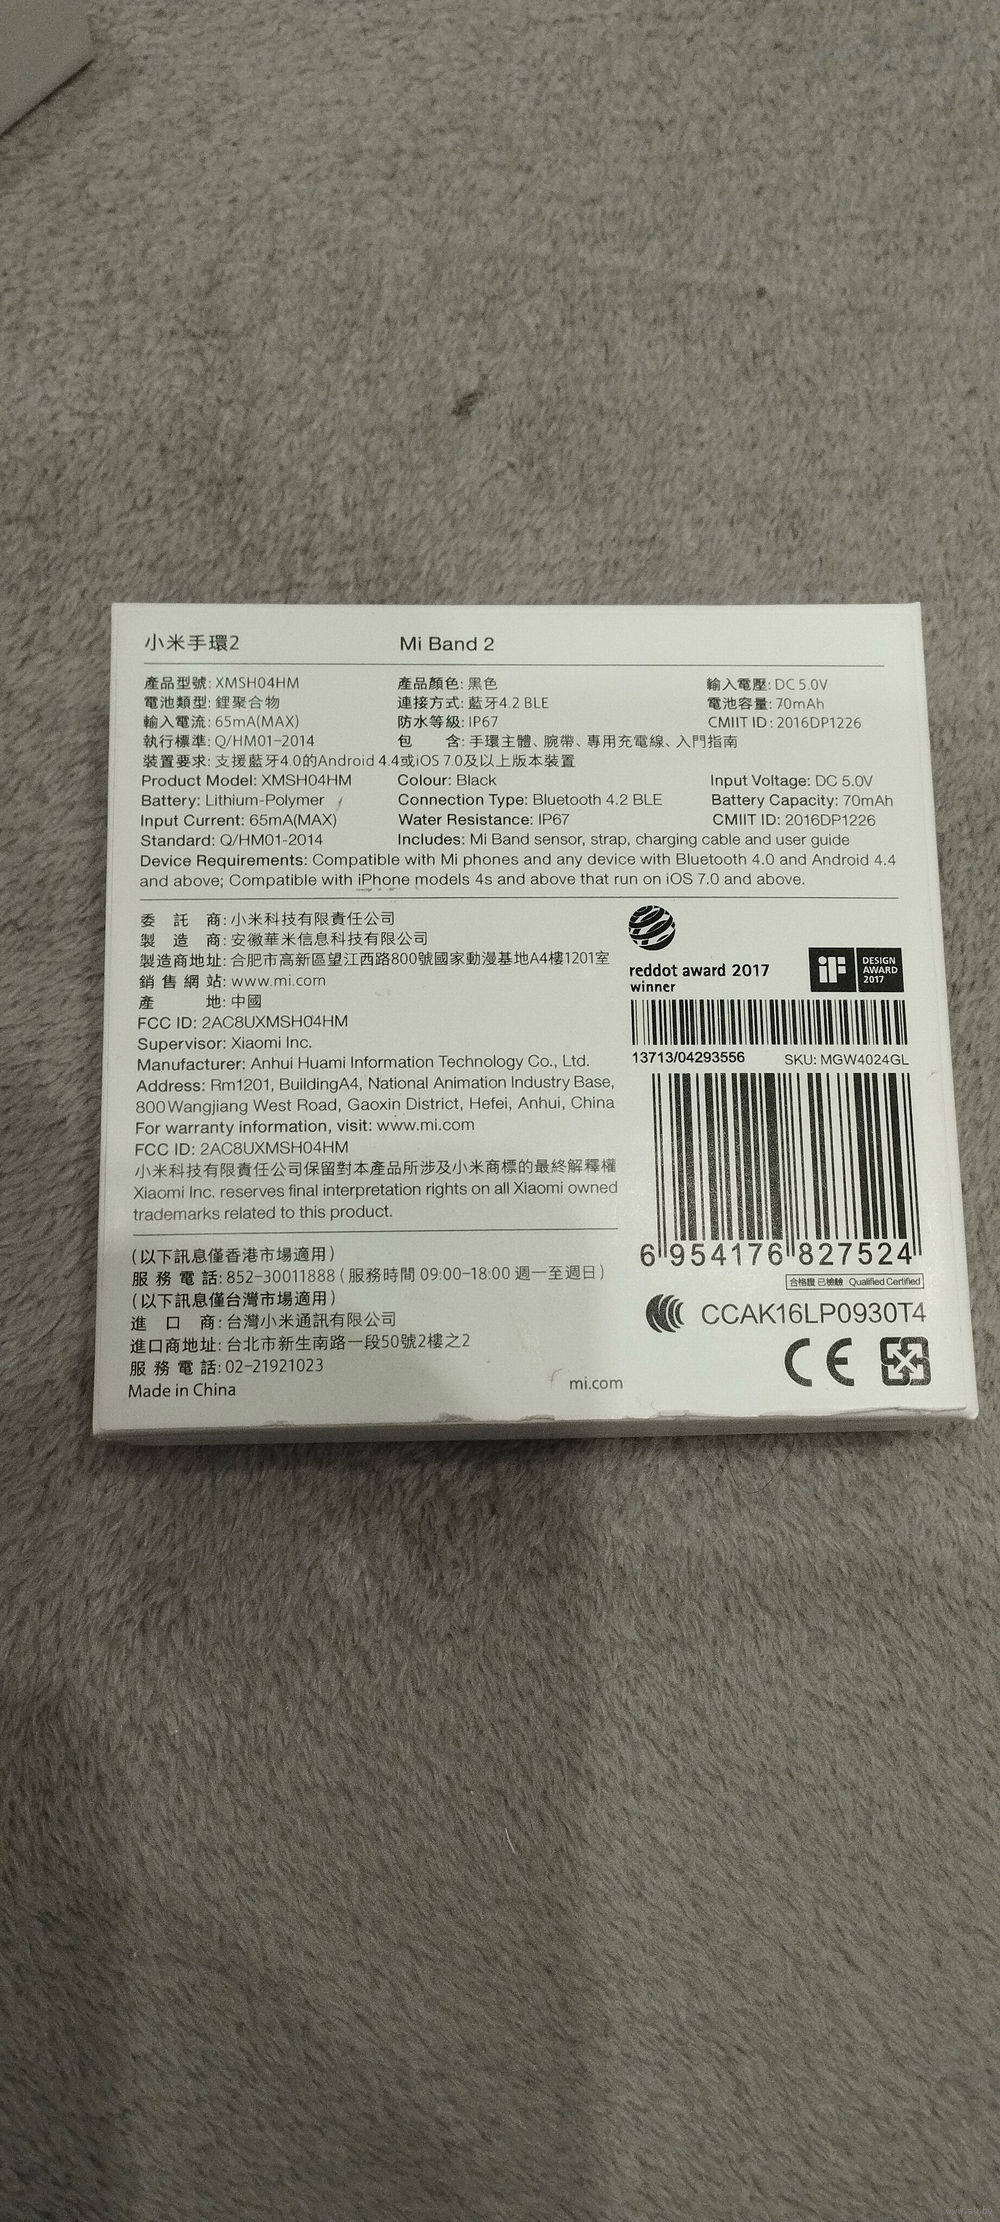 小米手環2 Mi Band 2
產品型號: XMSH04HM 產品顏色: 黑色 輸入電壓: DC 5.0V
電池類型: 鋰聚合物 連接方式: 藍牙4.2 BLE 電池容量: 70mAh
輸入電流: 65mA(MAX) 防水等級: IP67 CMIIT ID: 2016DP1226
執行標準: Q/HM01-2014 包 含: 手環主體、腕帶、專用充電線、入門指南
裝置要求: 支援藍牙4.0的Android 4.4或iOS 7.0及以上版本裝置
Product Model: XMSH04HM Colour: Black Input Voltage: DC 5.0V
Battery: Lithium-Polymer Connection Type: Bluetooth 4.2 BLE Battery Capacity: 70mAh
Input Current: 65mA(MAX) Water Resistance: IP67 CMIIT ID: 2016DP1226
Standard: Q/HM01-2014 Includes: Mi Band sensor, strap, charging cable and user guide
Device Requirements: Compatible with Mi phones and any device with Bluetooth 4.0 and Android 4.4
and above; Compatible with iPhone models 4s and above that run on iOS 7.0 and above.
委 託 商: 小米科技有限責任公司
製 造 商: 安徽華米信息科技有限公司
製造商地址: 合肥市高新區望江西路800號國家動漫基地A4樓1201室
銷 售 網 站: www.mi.com
產 地: 中國
FCC ID: 2AC8UXMSH04HM
Supervisor: Xiaomi Inc.
Manufacturer: Anhui Huami Information Technology Co., Ltd.
Address: Rm1201, BuildingA4, National Animation Industry Base,
800 Wangjiang West Road, Gaoxin District, Hefei, Anhui, China
For warranty information, visit: www.mi.com
FCC ID: 2AC8UXMSH04HM
小米科技有限責任公司保留對本產品所涉及小米商標的最終解釋權
Xiaomi Inc. reserves final interpretation rights on all Xiaomi owned
trademarks related to this product.
(以下訊息僅香港市場適用)
服 務 電 話: 852-30011888 (服務時間 09:00-18:00 週一至週日)
(以下訊息僅台灣市場適用)
進 口 商: 台灣小米通訊有限公司
進口商地址: 台北市新生南路一段50號2樓之2
服 務 電 話: 02-21921023
Made in China
mi.com
reddot award 2017
winner
iF
DESIGN
AWARD
2017
13713/04293556 SKU: MGW4024GL
6 954176 827524
合格證 已檢驗 Qualified Certified
CCAK16LP0930T4
CE
www.ay.by